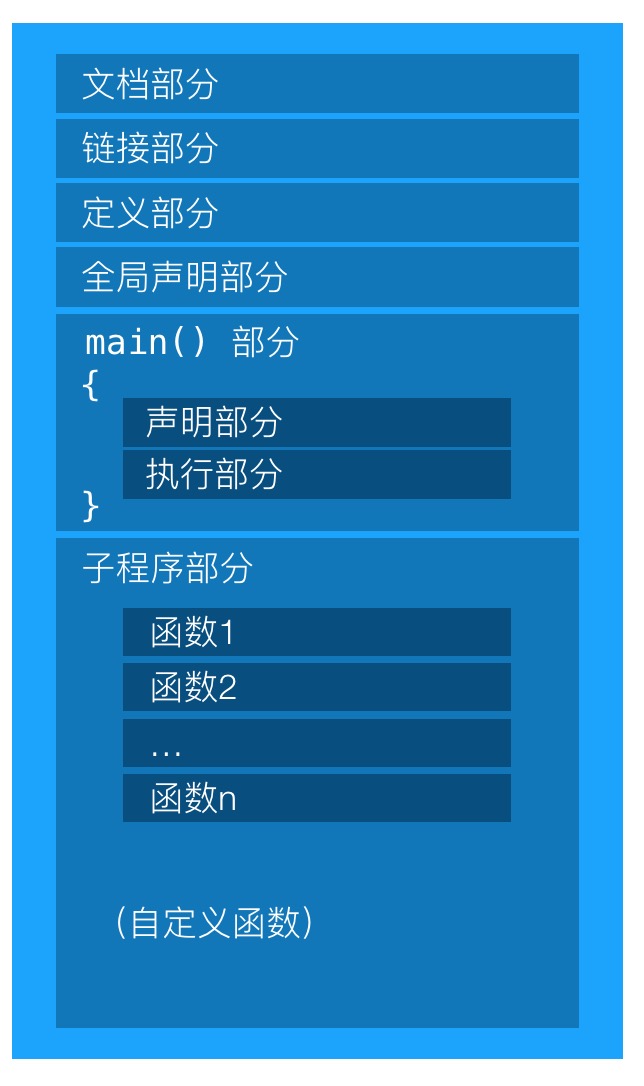 文档部分
链接部分
定义部分
全局声明部分
main() 部分
{
声明部分
执行部分
}
子程序部分
函数1
函数2
...
函数n
(自定义函数)